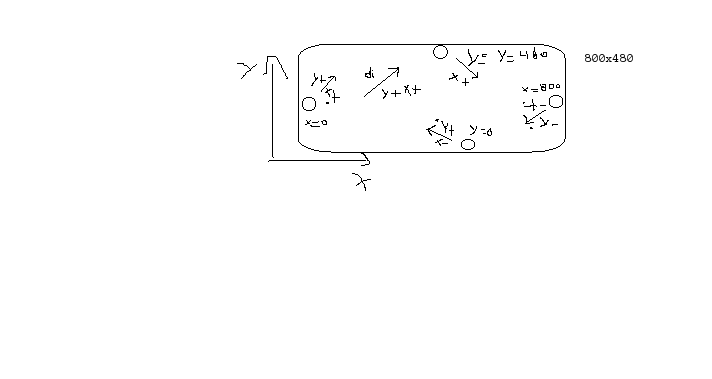 y= y=480
800x480
y
di
x+
y+
x=800
y+ x+
x+
x-
x=0
y-
y+ y=0
x-
x